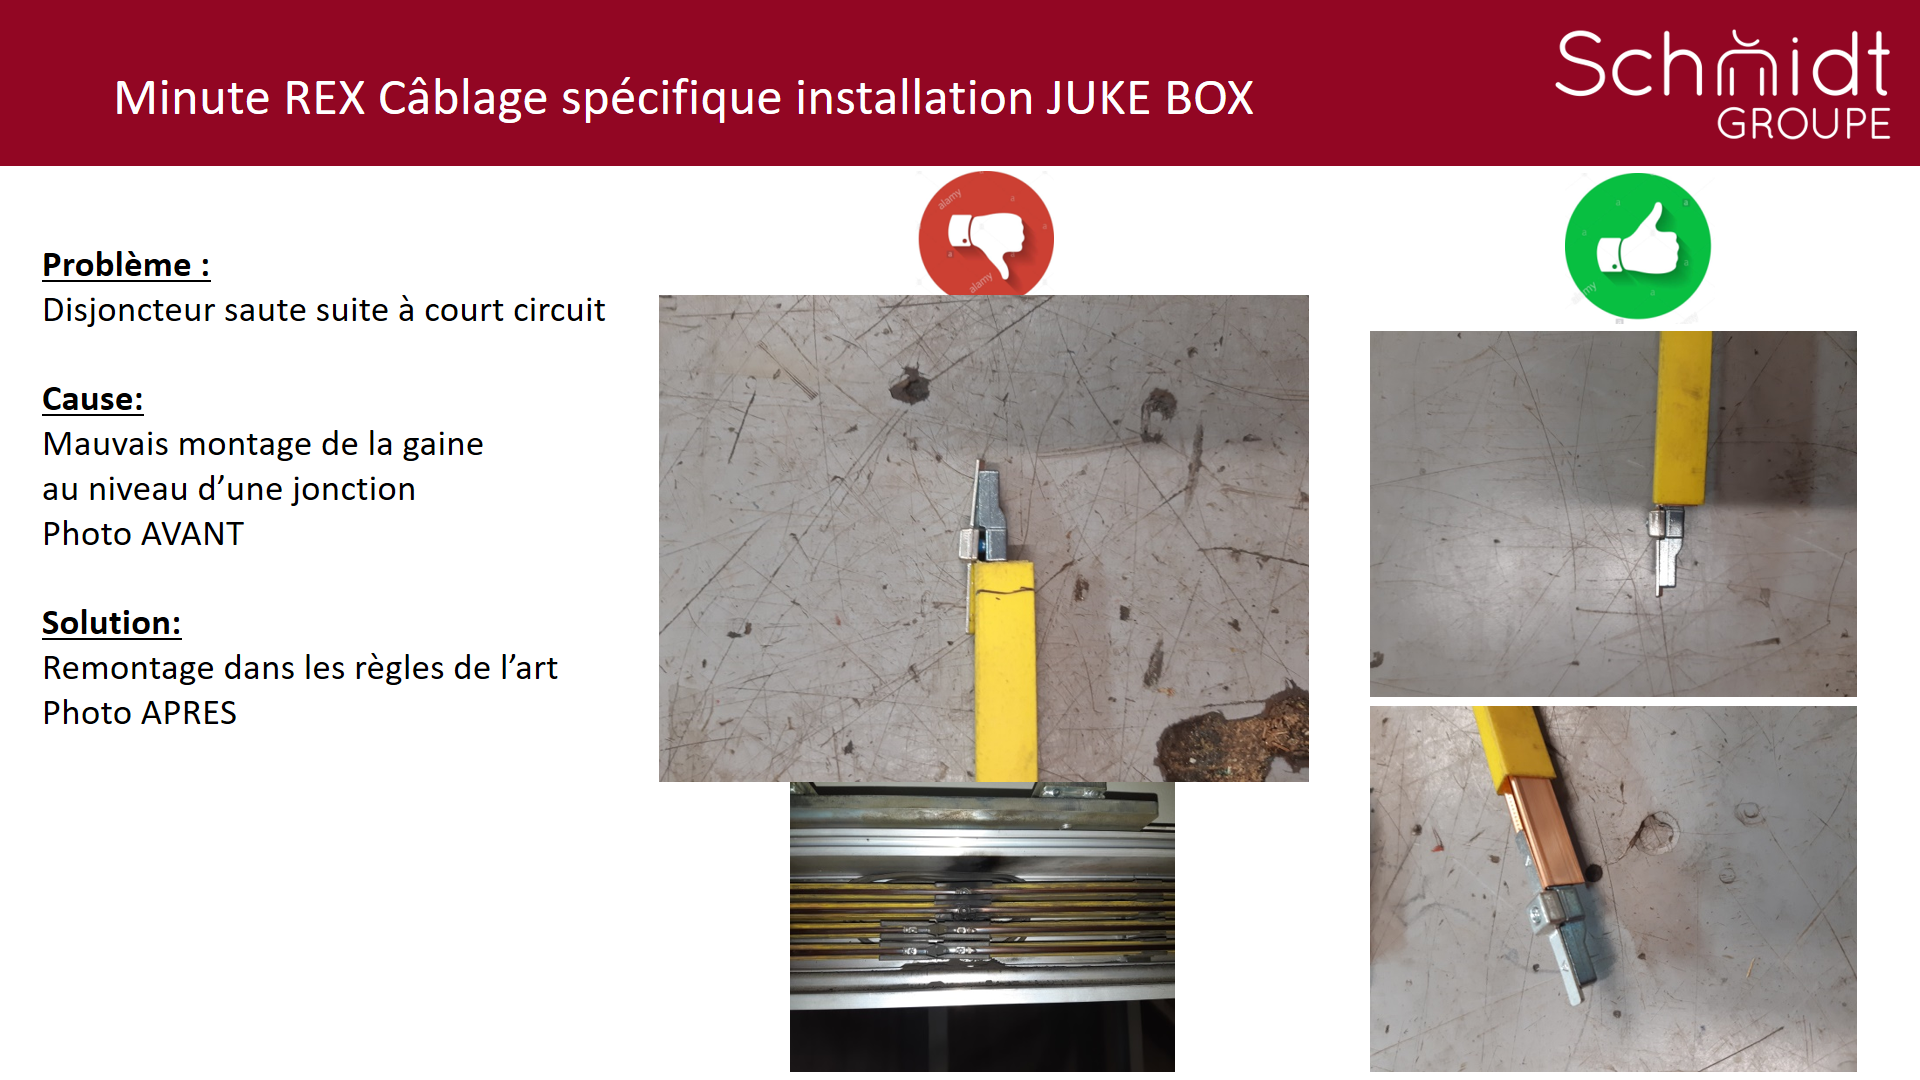 Minute REX Câblage spécifique installation JUKE BOX
Schmidt
GROUPE
Problème :
Disjoncteur saute suite à court circuit
Cause:
Mauvais montage de la gaine
au niveau d’une jonction
Photo AVANT
Solution:
Remontage dans les règles de l’art
Photo APRES
alamy
a
a
a
alamy
a
a
a
a
a